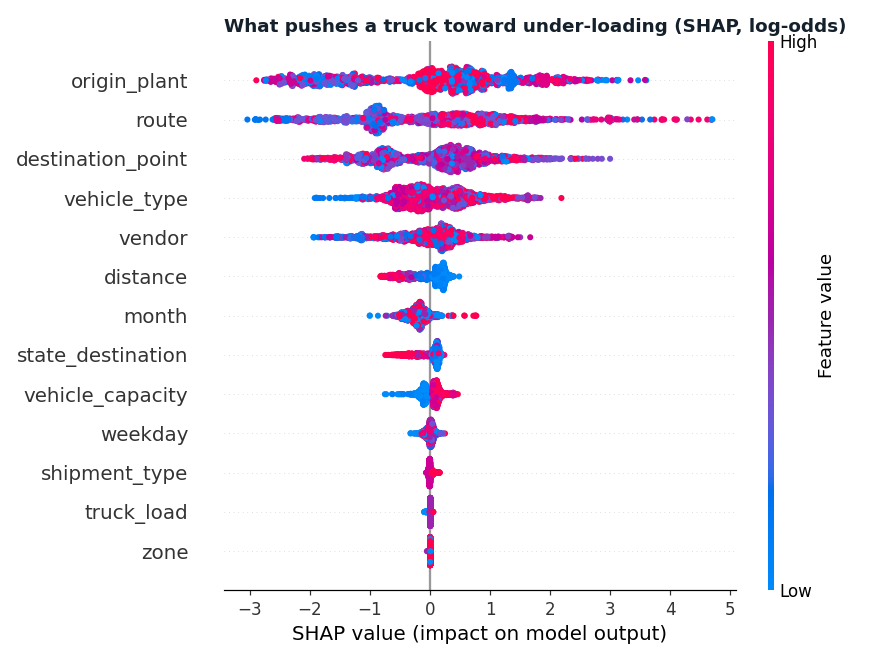 What pushes a truck toward under-loading (SHAP, log-odds)
High
origin_plant
route
destination_point
vehicle_type
vendor
distance
month
state_destination
vehicle_capacity
weekday
shipment_type
truck_load
zone
Feature value
Low
−3 −2 −1 0 1 2 3 4 5
SHAP value (impact on model output)